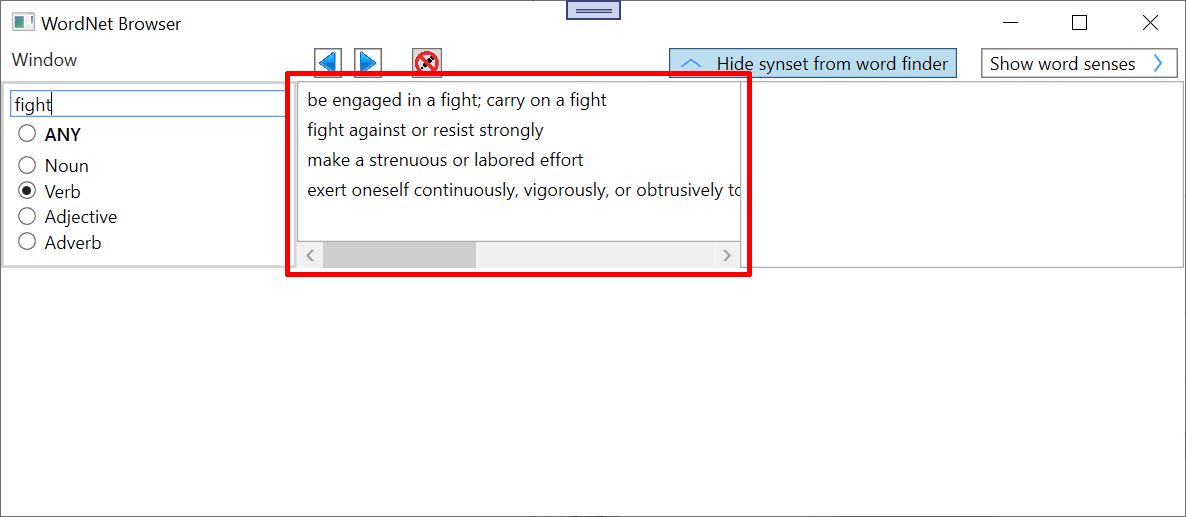 WordNet Browser
Window
Hide synset from word finder
Show word senses
fight
ANY
Noun
Verb
Adjective
Adverb
be engaged in a fight; carry on a fight
fight against or resist strongly
make a strenuous or labored effort
exert oneself continuously, vigorously, or obtrusively to